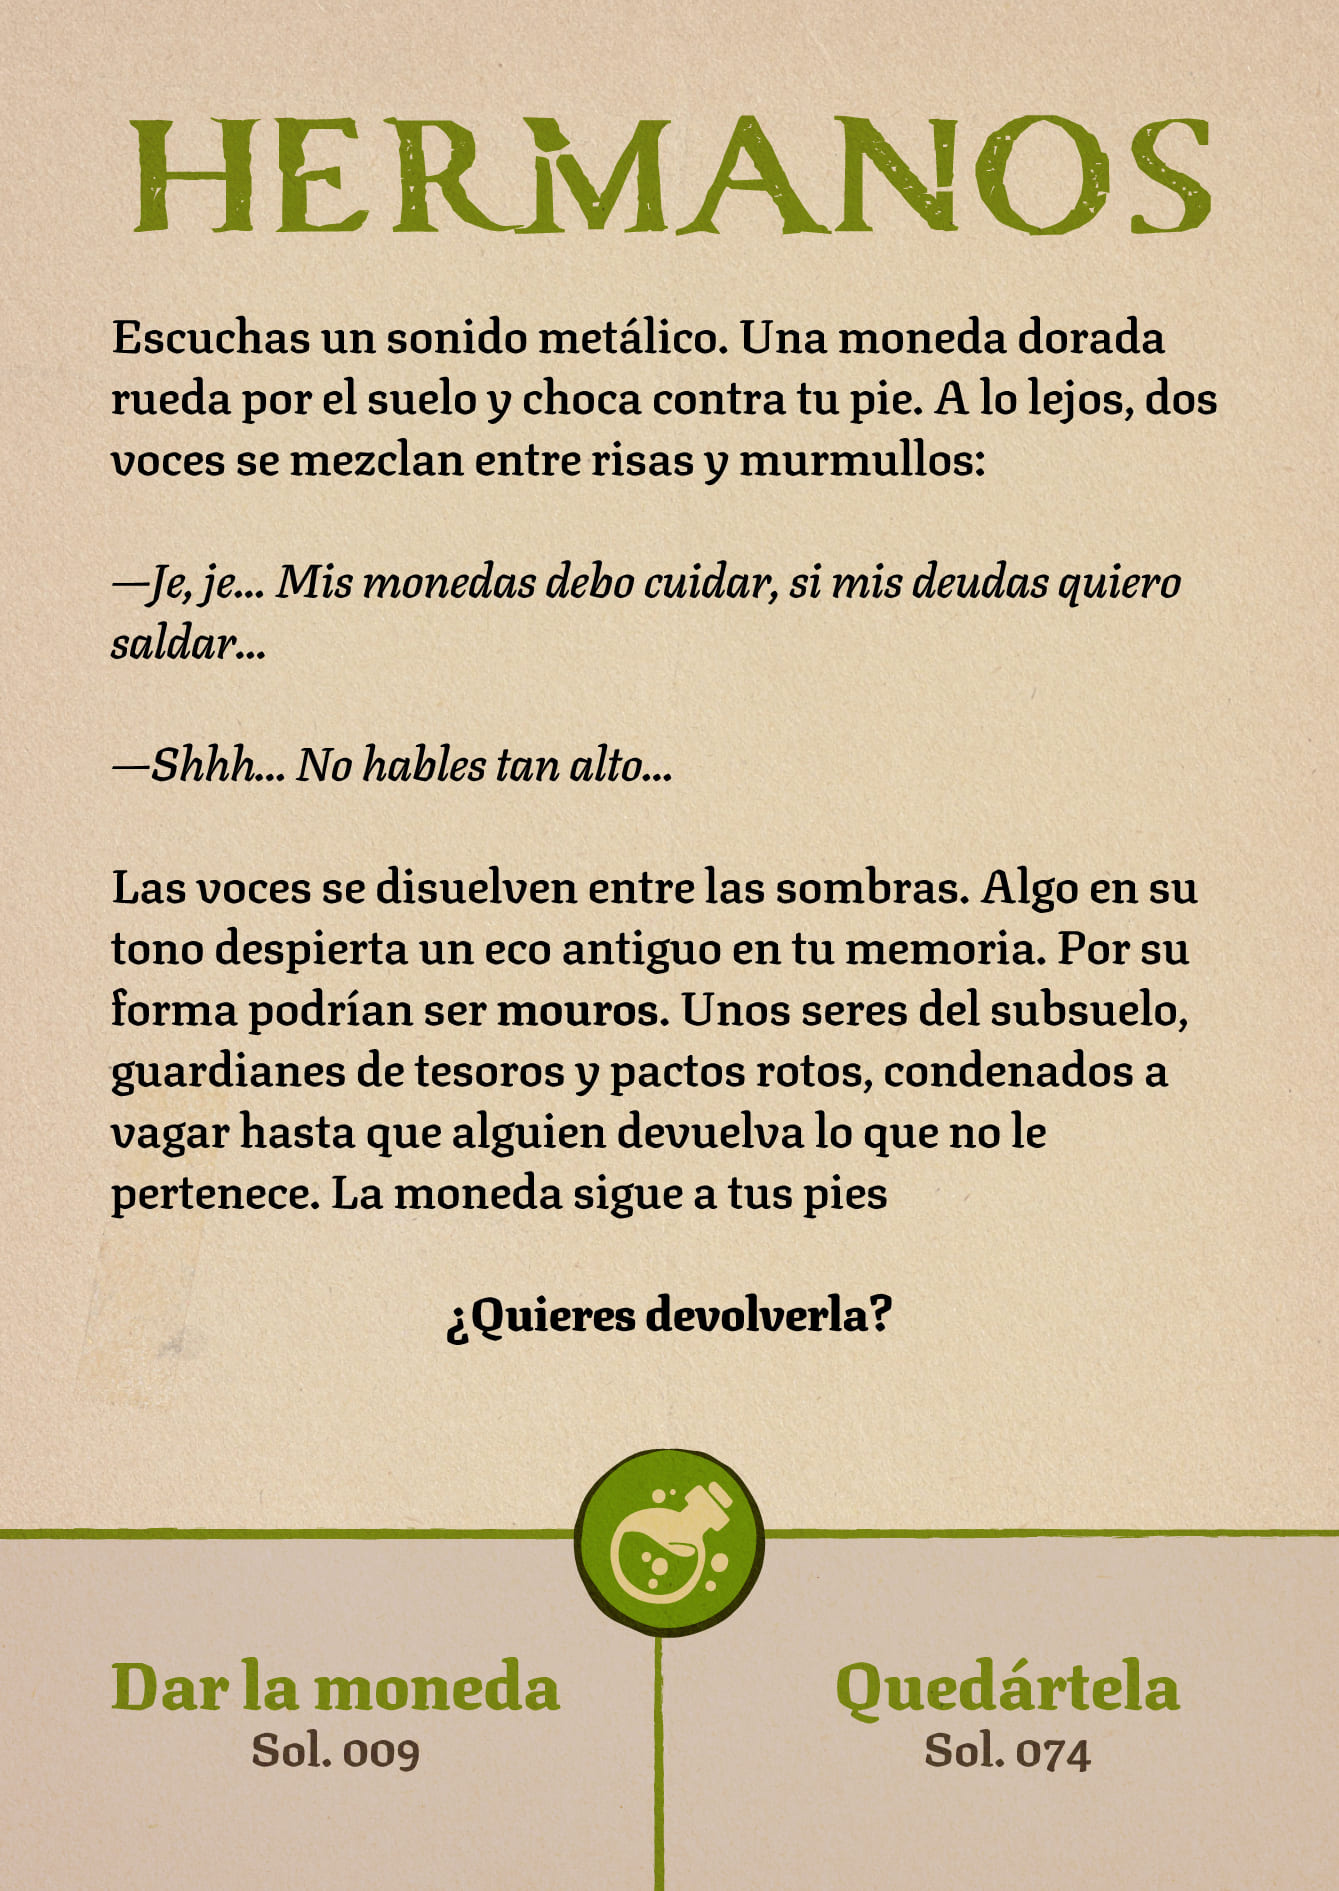 HERMANOS
Escuchas un sonido metálico. Una moneda dorada
rueda por el suelo y choca contra tu pie. A lo lejos, dos
voces se mezclan entre risas y murmullos:
—Je, je... Mis monedas debo cuidar, si mis deudas quiero
saldar...
—Shhh... No hables tan alto...
Las voces se disuelven entre las sombras. Algo en su
tono despierta un eco antiguo en tu memoria. Por su
forma podrían ser mouros. Unos seres del subsuelo,
guardianes de tesoros y pactos rotos, condenados a
vagar hasta que alguien devuelva lo que no le
pertenece. La moneda sigue a tus pies
¿Quieres devolverla?
Dar la moneda
Sol. 009
Quedártela
Sol. 074